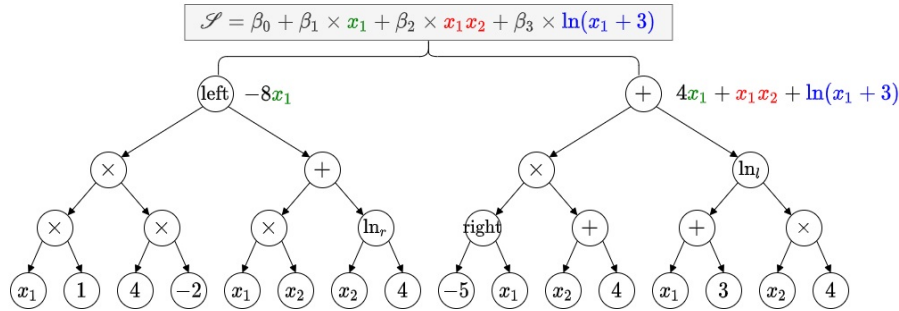 𝒮 = β₀ + β₁ × x₁ + β₂ × x₁x₂ + β₃ × ln(x₁ + 3)
left −8x₁ + 4x₁ + x₁x₂ + ln(x₁ + 3)
× + × lnₗ
× × × lnᵣ right + + ×
x₁ 1 4 −2 x₁ x₂ x₂ 4 −5 x₁ x₂ 4 x₁ 3 x₂ 4